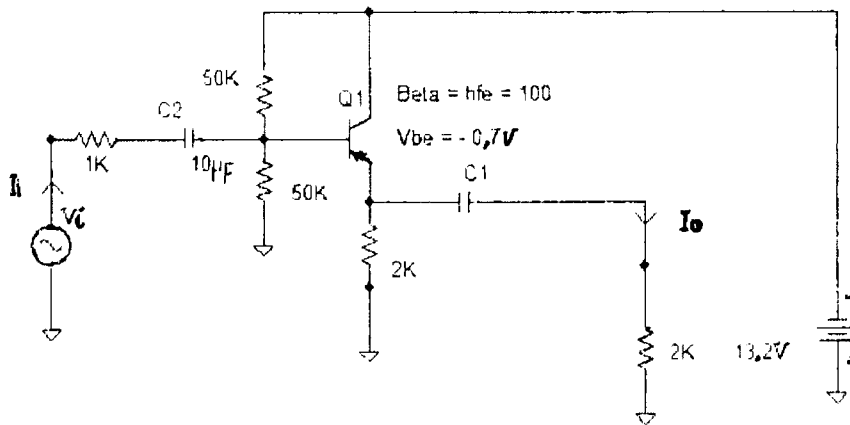 50K
Q1
Beta = hfe = 100
C2
Vbe = - 0,7V
1K
10µF
50K
C1
Ii
Vi
Io
2K
2K
13,2V